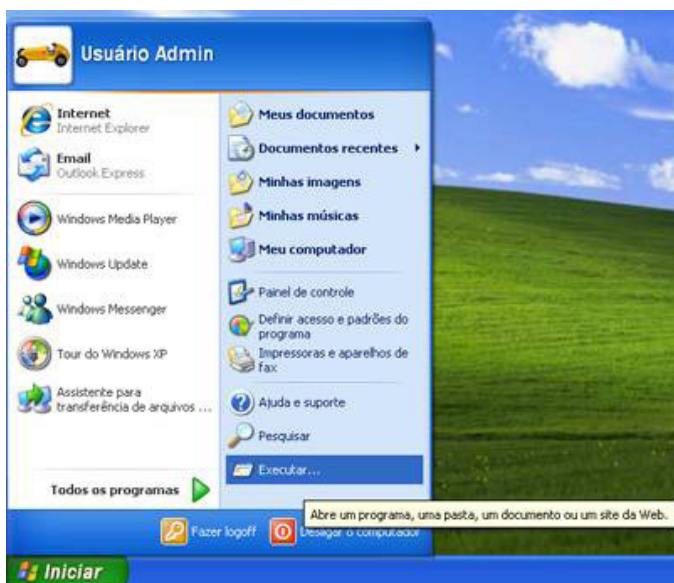 Usuário Admin
Internet
Internet Explorer
Email
Outlook Express
Windows Media Player
Windows Update
Windows Messenger
Tour do Windows XP
Assistente para
transferência de arquivos ...
Todos os programas
Meus documentos
Documentos recentes
Minhas imagens
Minhas músicas
Meu computador
Painel de controle
Definir acesso e padrões do
programa
Impressoras e aparelhos de
fax
Ajuda e suporte
Pesquisar
Executar...
Abre um programa, uma pasta, um documento ou um site da Web.
Fazer logoff
Desligar o computador
Iniciar